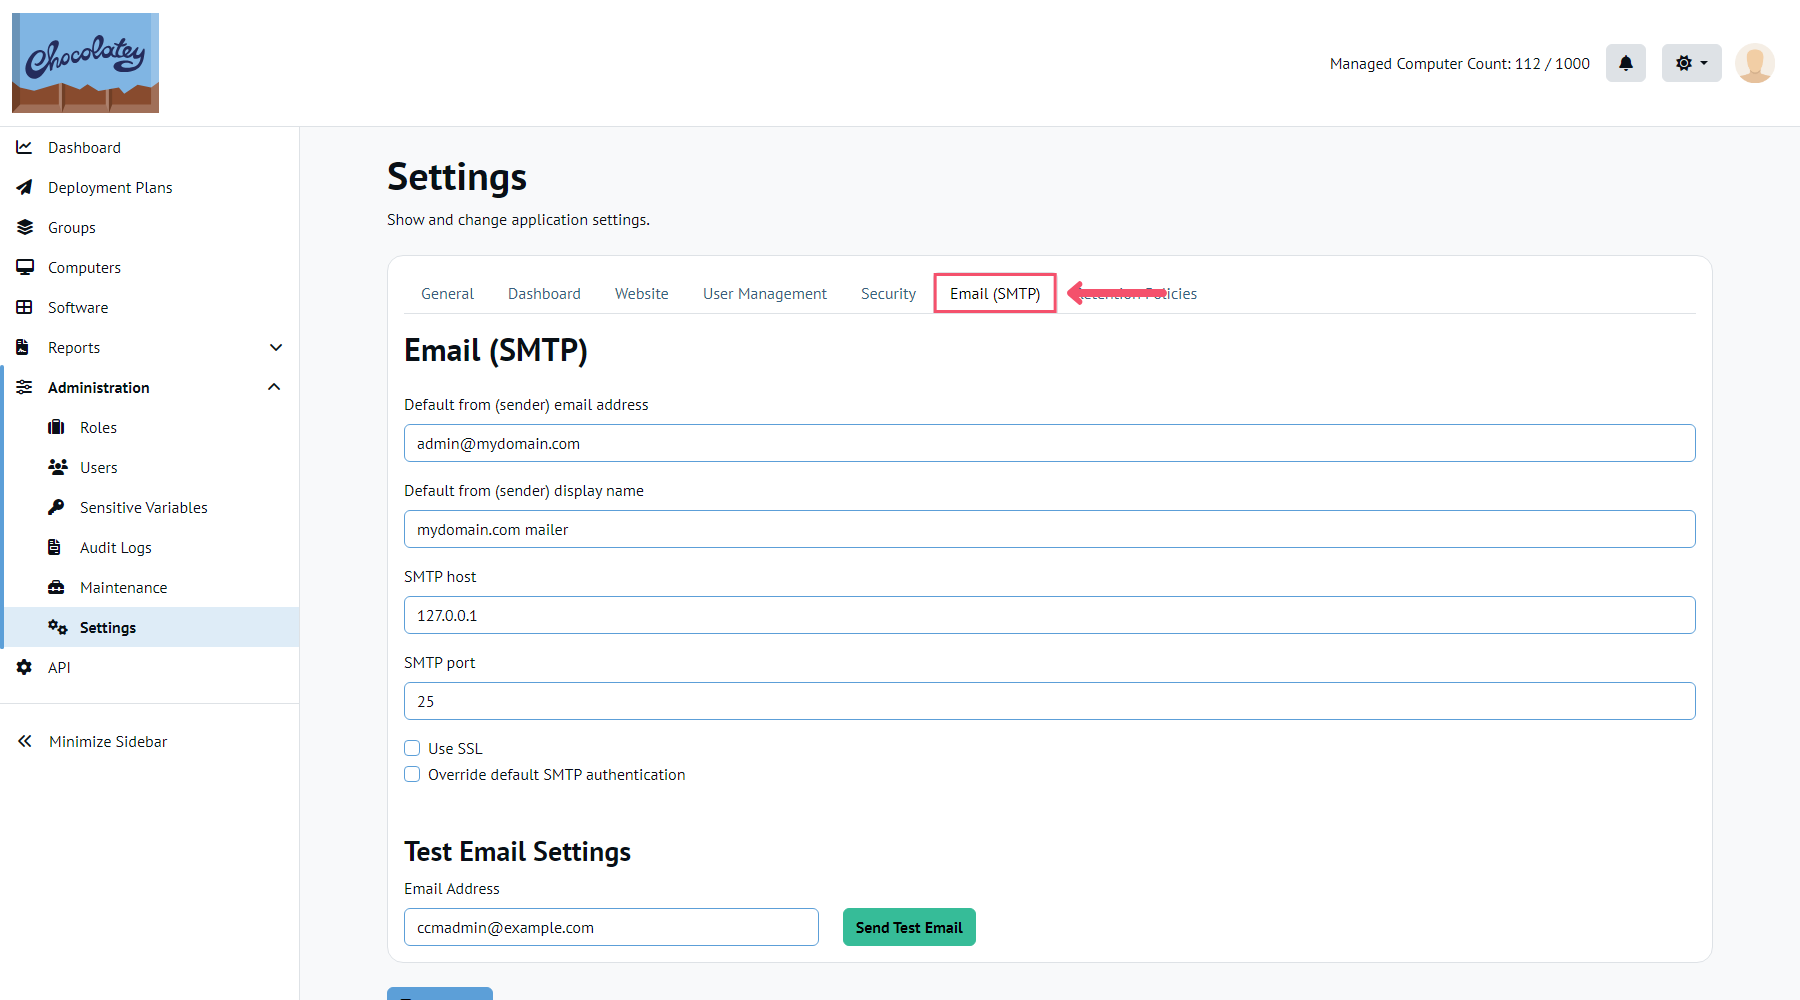 Chocolatey
Managed Computer Count: 112 / 1000
Dashboard
Deployment Plans
Groups
Computers
Software
Reports
Administration
Roles
Users
Sensitive Variables
Audit Logs
Maintenance
Settings
API
Minimize Sidebar
Settings
Show and change application settings.
General Dashboard Website User Management Security Email (SMTP) Retention Policies
Email (SMTP)
Default from (sender) email address
admin@mydomain.com
Default from (sender) display name
mydomain.com mailer
SMTP host
127.0.0.1
SMTP port
25
Use SSL
Override default SMTP authentication
Test Email Settings
Email Address
ccmadmin@example.com
Send Test Email